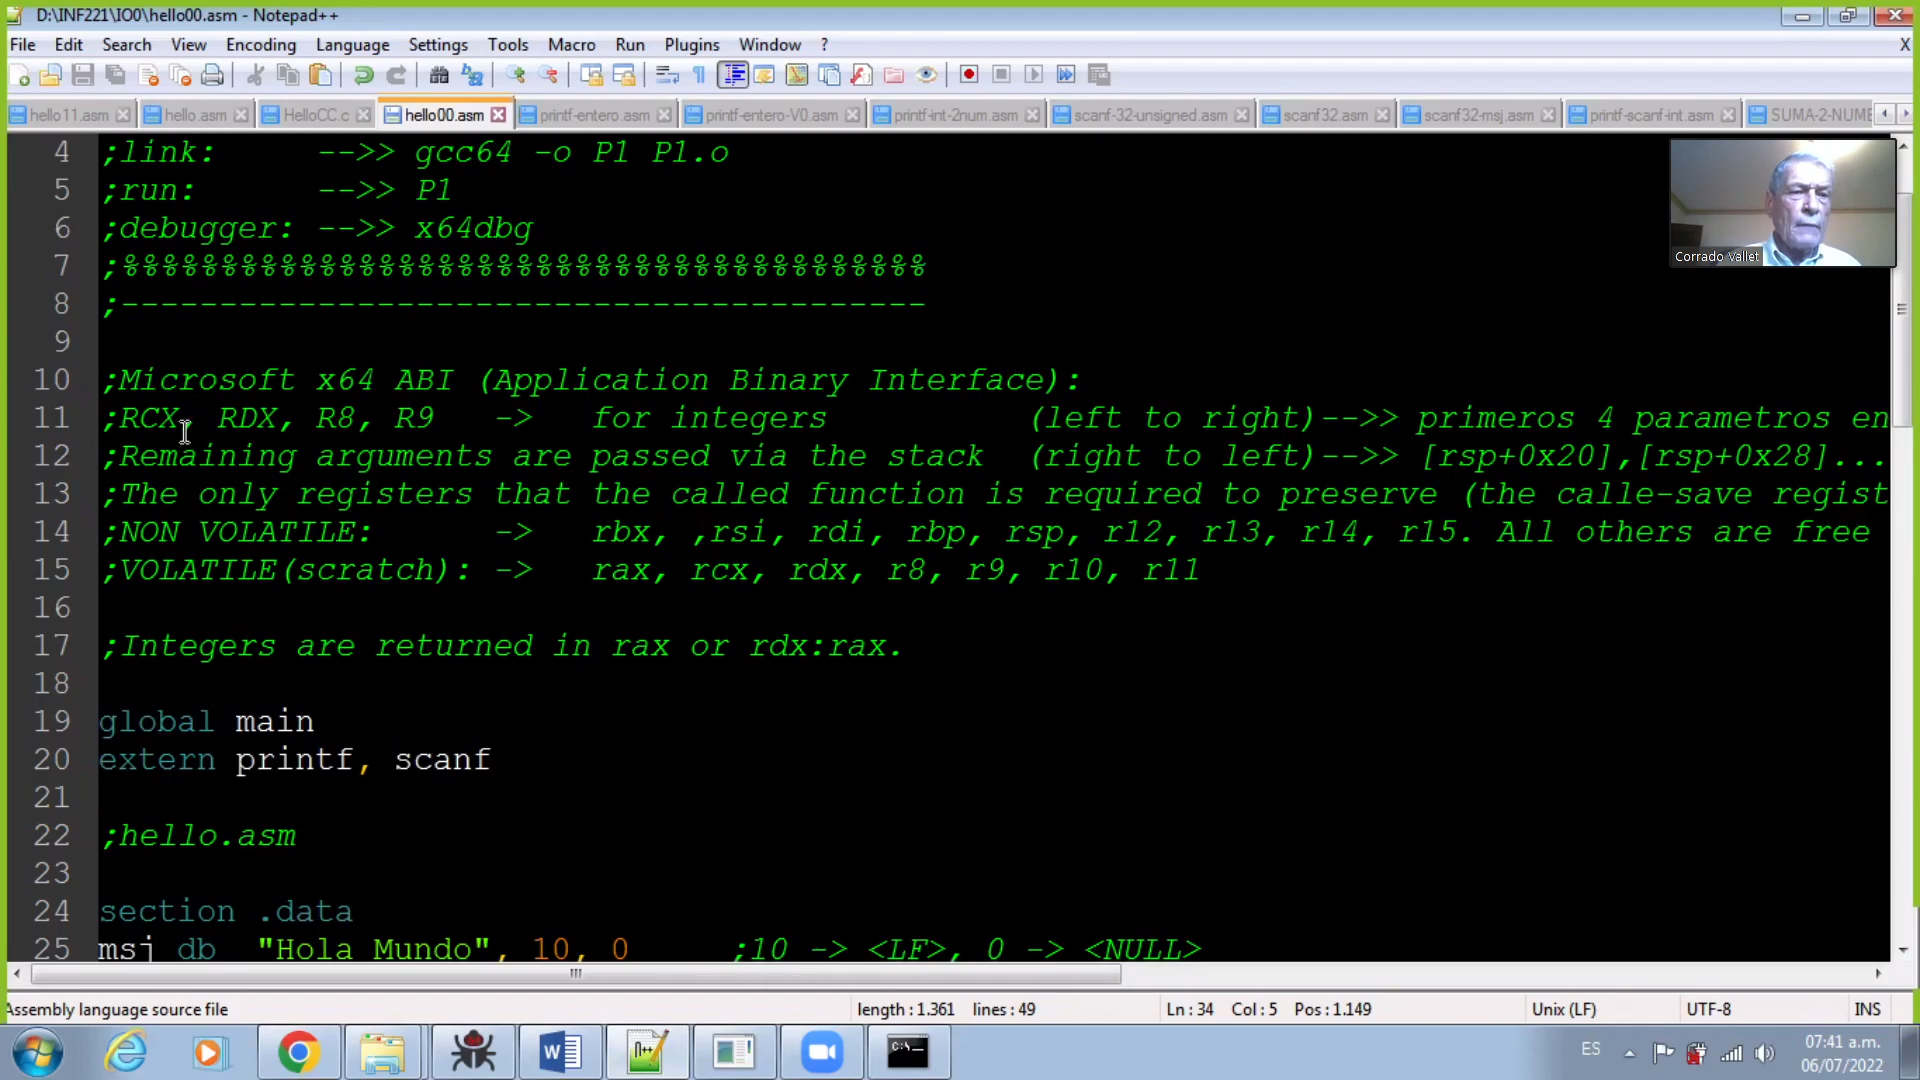 D:\INF221\IO0\hello00.asm - Notepad++
File Edit Search View Encoding Language Settings Tools Macro Run Plugins Window ? X
hello11.asm hello.asm HelloCC.c hello00.asm printf-entero.asm printf-entero-V0.asm printf-int-2num.asm scanf-32-unsigned.asm scanf32.asm scanf32-msj.asm printf-scanf-int.asm SUMA-2-NUME
4 ;link: -->> gcc64 -o P1 P1.o
5 ;run: -->> P1
6 ;debugger: -->> x64dbg
7 ;%%%%%%%%%%%%%%%%%%%%%%%%%%%%%%%%%%%%%%%%%
8 ;-----------------------------------------
9
10 ;Microsoft x64 ABI (Application Binary Interface):
11 ;RCX, RDX, R8, R9 -> for integers (left to right)-->> primeros 4 parametros en
12 ;Remaining arguments are passed via the stack (right to left)-->> [rsp+0x20],[rsp+0x28]...
13 ;The only registers that the called function is required to preserve (the calle-save regist
14 ;NON VOLATILE: -> rbx, ,rsi, rdi, rbp, rsp, r12, r13, r14, r15. All others are free
15 ;VOLATILE(scratch): -> rax, rcx, rdx, r8, r9, r10, r11
16
17 ;Integers are returned in rax or rdx:rax.
18
19 global main
20 extern printf, scanf
21
22 ;hello.asm
23
24 section .data
25 msj db "Hola Mundo", 10, 0 ;10 -> <LF>, 0 -> <NULL>
Corrado Vallet
Assembly language source file length : 1.361 lines : 49 Ln : 34 Col : 5 Pos : 1.149 Unix (LF) UTF-8 INS
ES 07:41 a.m.
06/07/2022